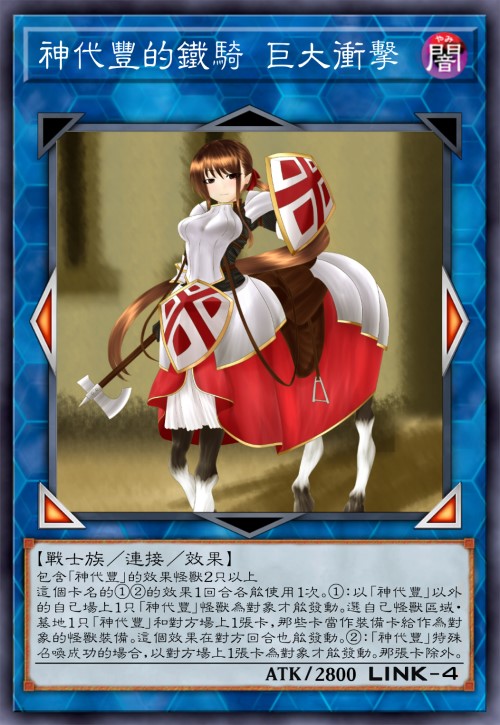 神代豐的鐵騎 巨大衝擊
やみ
闇
【戰士族／連接／效果】
包含「神代豐」的效果怪獸2只以上
這個卡名的①②的效果1回合各能使用1次。①：以「神代豐」以外
的自己場上1只「神代豐」怪獸為對象才能發動。選自己怪獸區域・
墓地1只「神代豐」和對方場上1張卡，那些卡當作裝備卡給作為對
象的怪獸裝備。這個效果在對方回合也能發動。②：「神代豐」特殊
召喚成功的場合，以對方場上1張卡為對象才能發動。那張卡除外。
ATK/2800 LINK-4